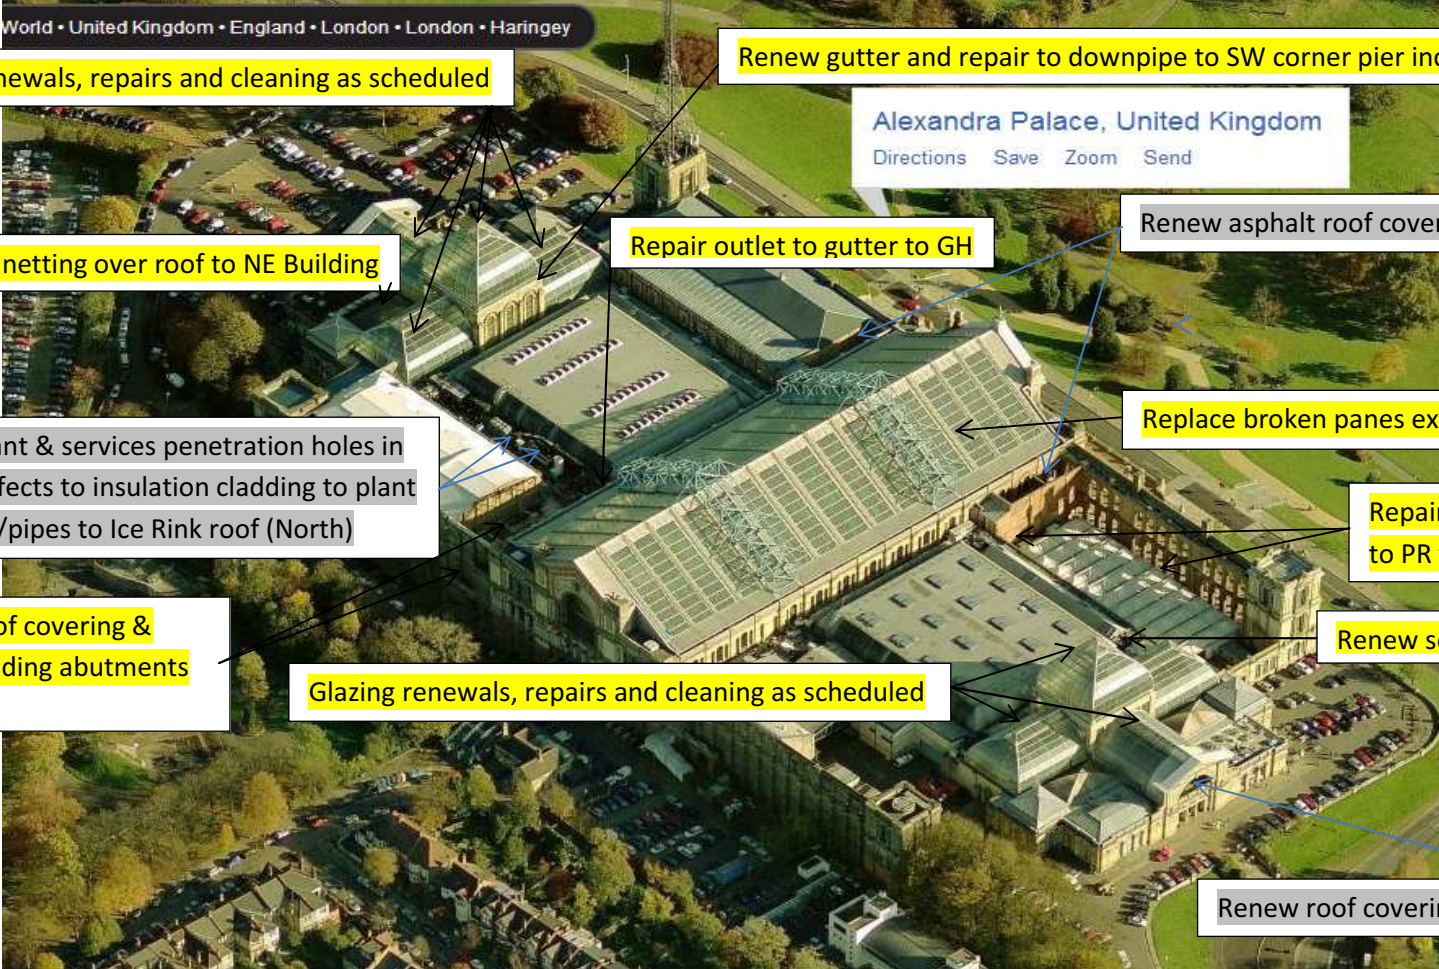 World • United Kingdom • England • London • London • Haringey
newals, repairs and cleaning as scheduled
Renew gutter and repair to downpipe to SW corner pier inc
Alexandra Palace, United Kingdom
Directions Save Zoom Send
Renew asphalt roof cover
Repair outlet to gutter to GH
netting over roof to NE Building
Replace broken panes ex
ant & services penetration holes in
fects to insulation cladding to plant
/pipes to Ice Rink roof (North)
Repair
to PR
of covering &
ding abutments
Renew s
Glazing renewals, repairs and cleaning as scheduled
Renew roof coveri